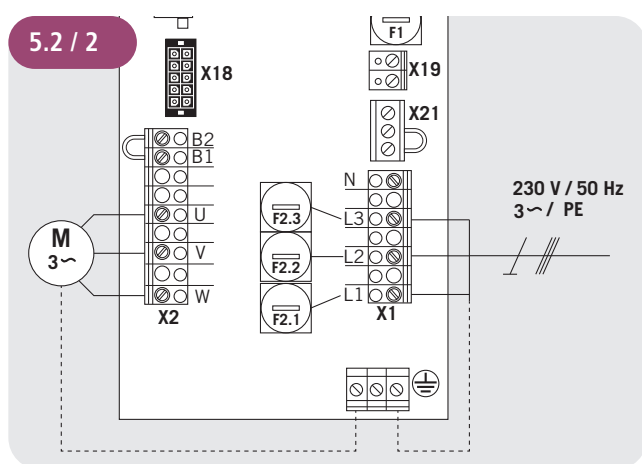 5.2 / 2
F1
X18
X19
X21
B2
B1
N
U
F2.3
L3
230 V / 50 Hz
3~ / PE
M
3~
V
F2.2
L2
W
F2.1
L1
X2
X1